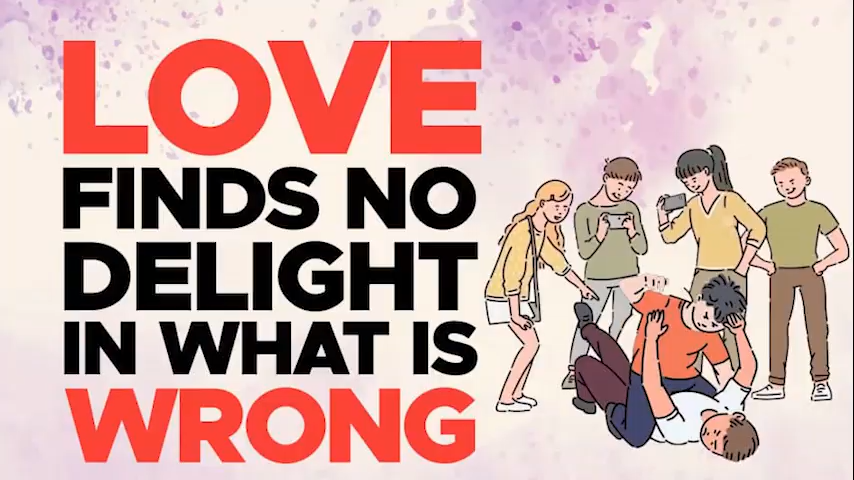 LOVE
FINDS NO
DELIGHT
IN WHAT IS
WRONG